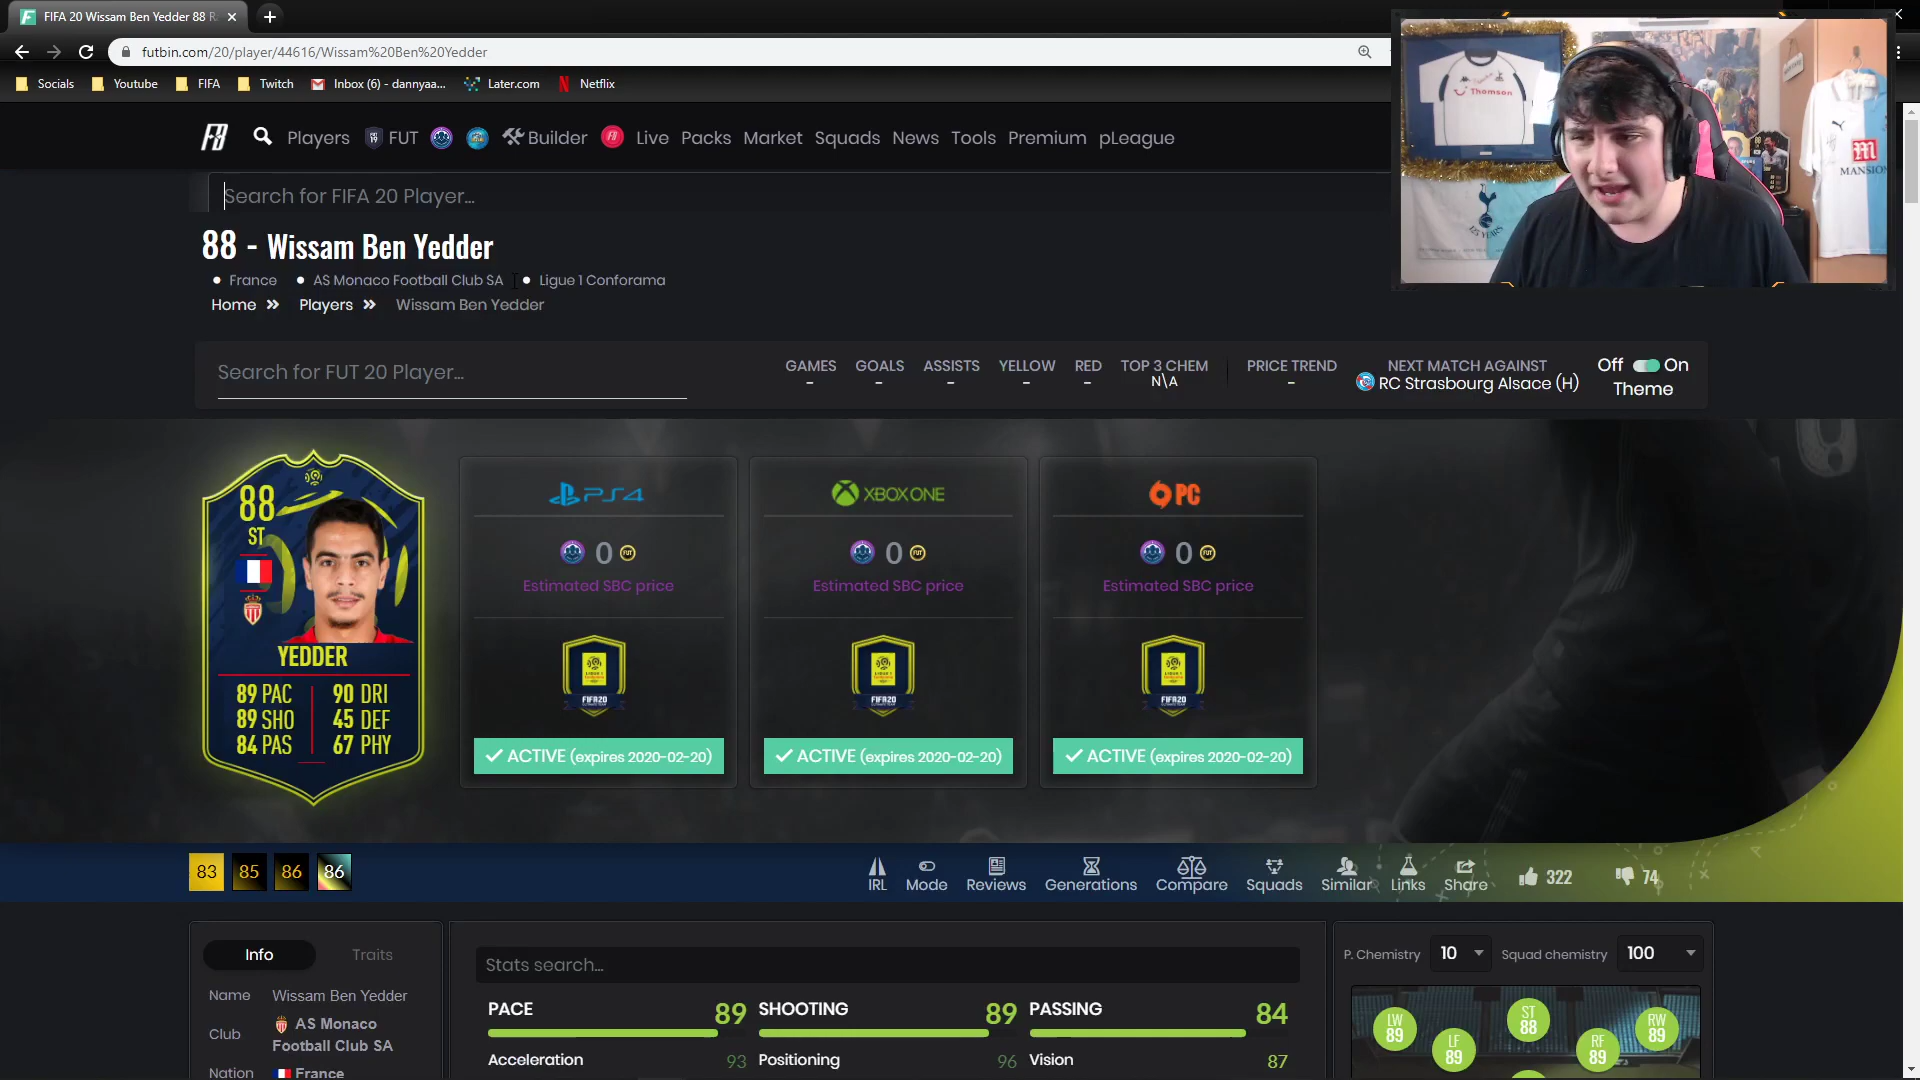 FIFA 20 Wissam Ben Yedder 88 R
futbin.com/20/player/44616/Wissam%20Ben%20Yedder
Socials Youtube FIFA Twitch Inbox (6) - dannyaa... Later.com Netflix
Players FUT Builder Live Packs Market Squads News Tools Premium pLeague
Search for FIFA 20 Player...
88 - Wissam Ben Yedder
France AS Monaco Football Club SA Ligue 1 Conforama
Home Players Wissam Ben Yedder
Search for FUT 20 Player...
GAMES GOALS ASSISTS YELLOW RED TOP 3 CHEM PRICE TREND NEXT MATCH AGAINST Off On
- - - - - N\A - RC Strasbourg Alsace (H) Theme
88
ST
YEDDER
89 PAC 90 DRI
89 SHO 45 DEF
84 PAS 67 PHY
PS4 XBOX ONE PC
0 0 0
Estimated SBC price Estimated SBC price Estimated SBC price
FIFA20 FIFA20 FIFA20
ACTIVE (expires 2020-02-20) ACTIVE (expires 2020-02-20) ACTIVE (expires 2020-02-20)
83 85 86 86
IRL Mode Reviews Generations Compare Squads Similar Links Share 322 74
Info Traits
Name Wissam Ben Yedder
Club AS Monaco
Football Club SA
Nation France
Stats search...
PACE 89 SHOOTING 89 PASSING 84
Acceleration 93 Positioning 96 Vision 87
P. Chemistry 10 Squad chemistry 100
LW 89
LF 89
ST 88
RF 89
RW 89
Thomson
125 YEARS
MANSION